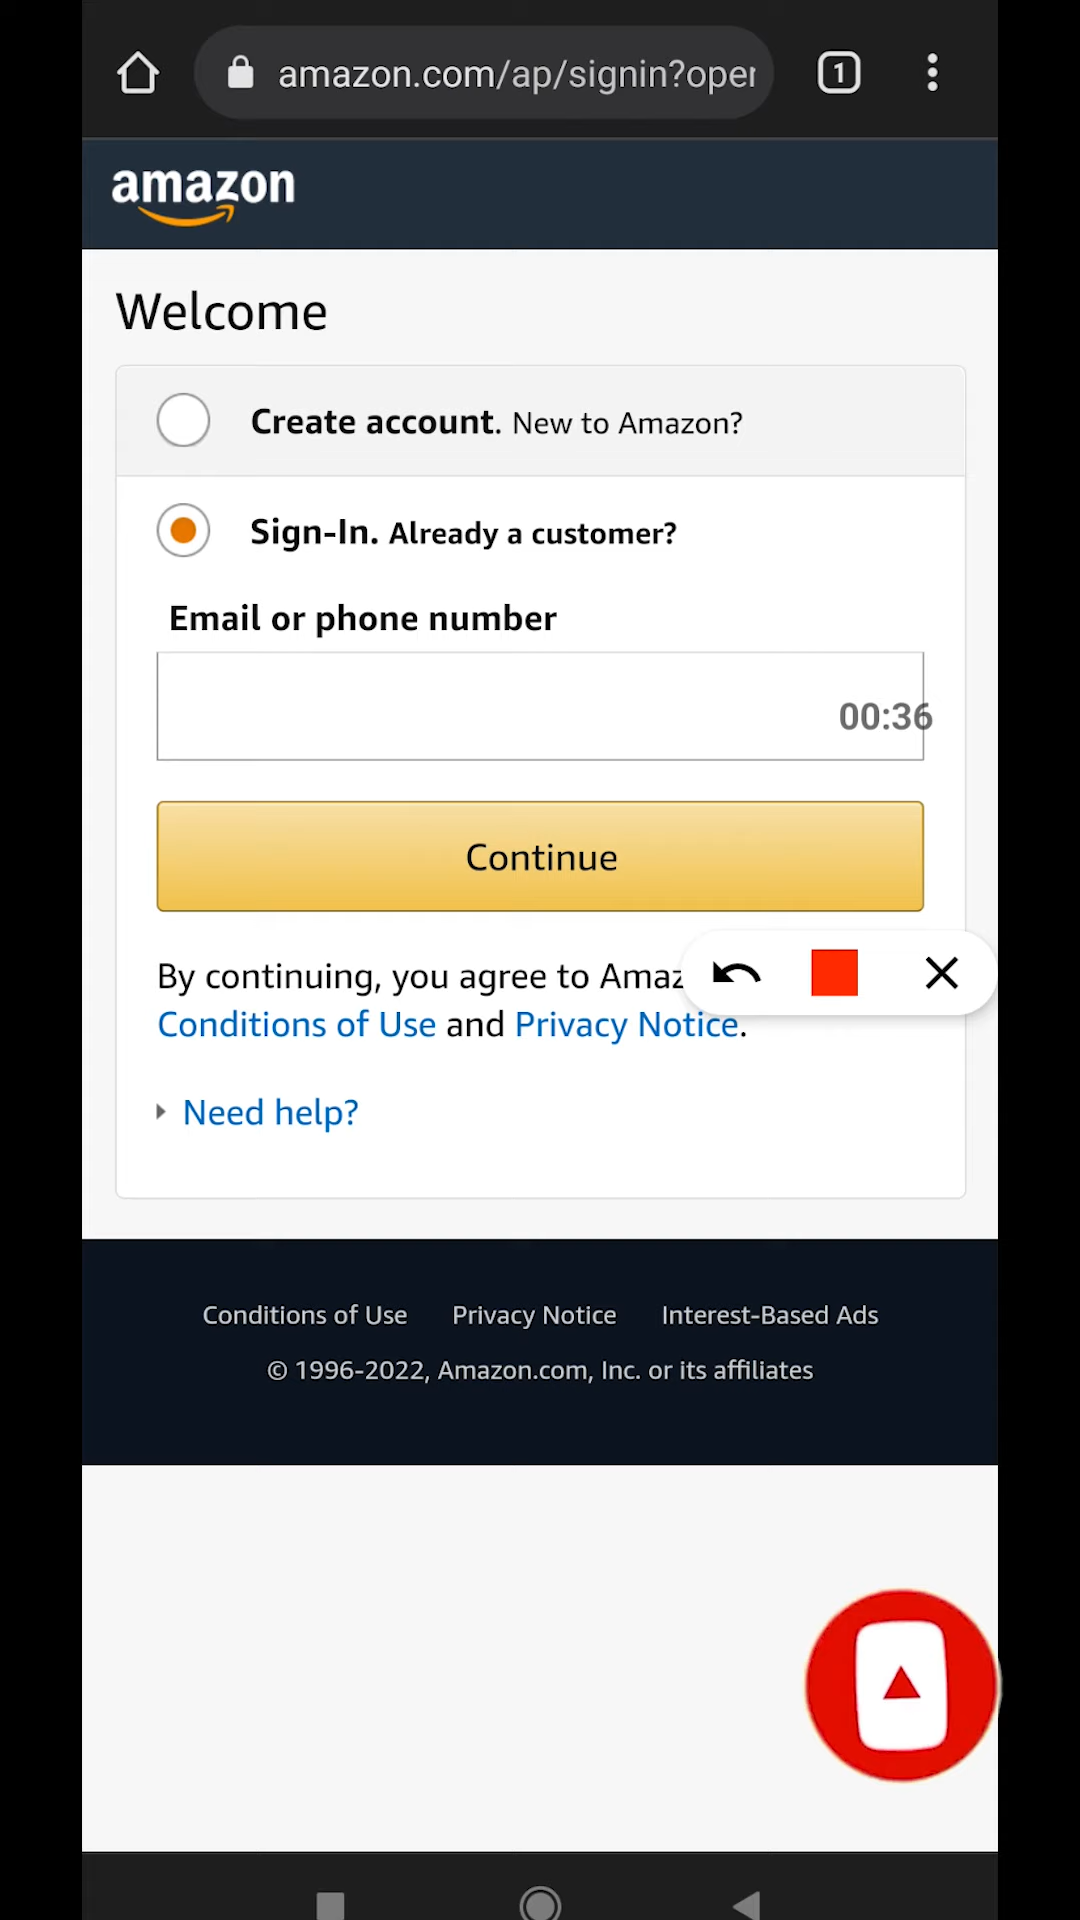 amazon.com/ap/signin?oper
1
amazon
Welcome
Create account. New to Amazon?
Sign-In. Already a customer?
Email or phone number
00:36
Continue
By continuing, you agree to Amaz
Conditions of Use and Privacy Notice.
Need help?
Conditions of Use Privacy Notice Interest-Based Ads
© 1996-2022, Amazon.com, Inc. or its affiliates